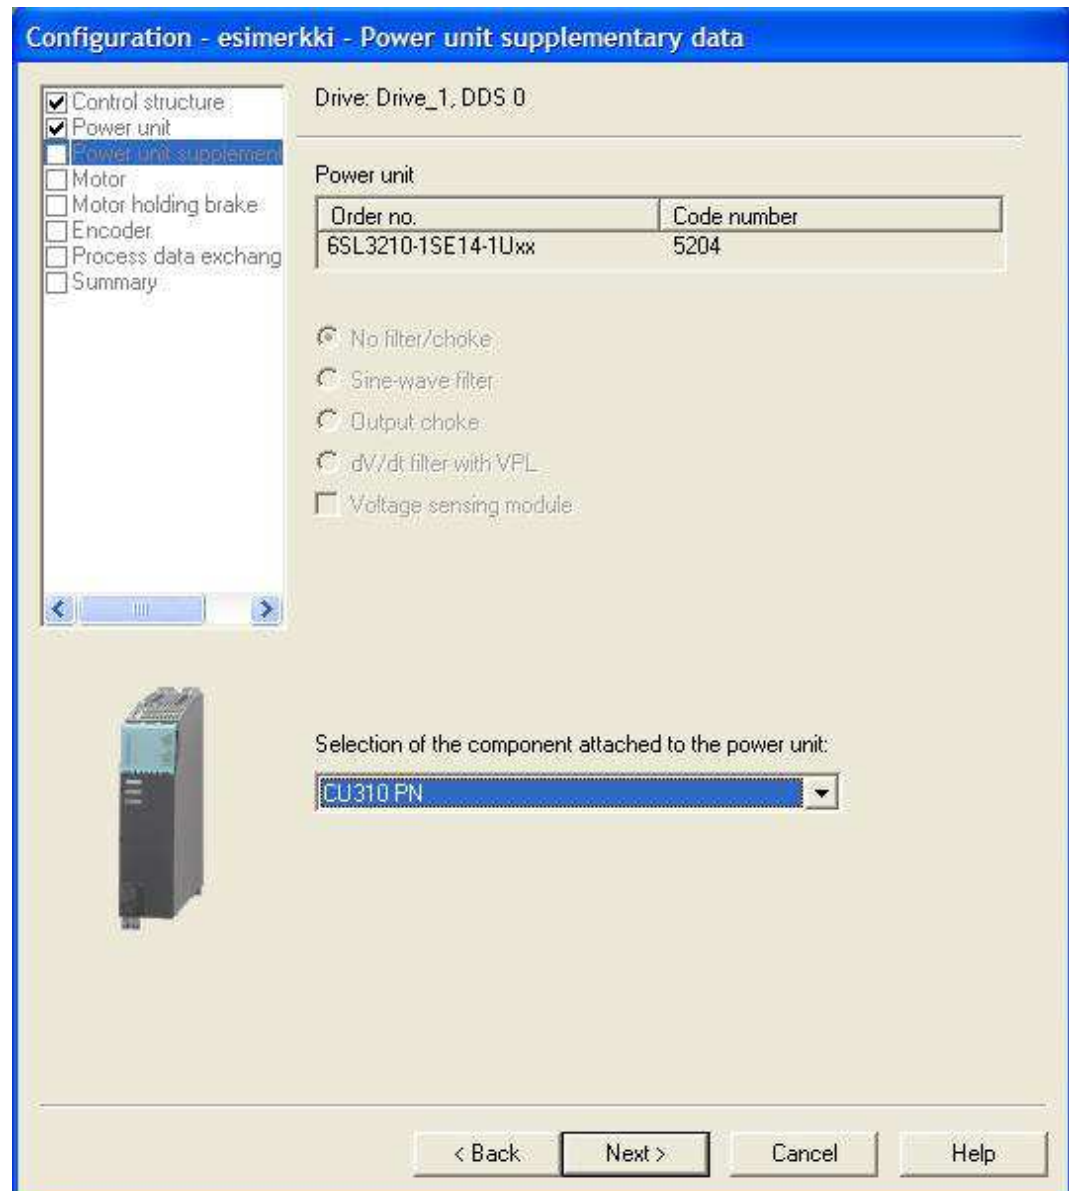 Configuration - esimerkki - Power unit supplementary data
Control structure
Power unit
Power unit supplement
Motor
Motor holding brake
Encoder
Process data exchang
Summary
Drive: Drive_1, DDS 0
Power unit
Order no. Code number
6SL3210-1SE14-1Uxx 5204
No filter/choke
Sine-wave filter
Output choke
dV/dt filter with VPL
Voltage sensing module
Selection of the component attached to the power unit:
CU310 PN
< Back Next > Cancel Help